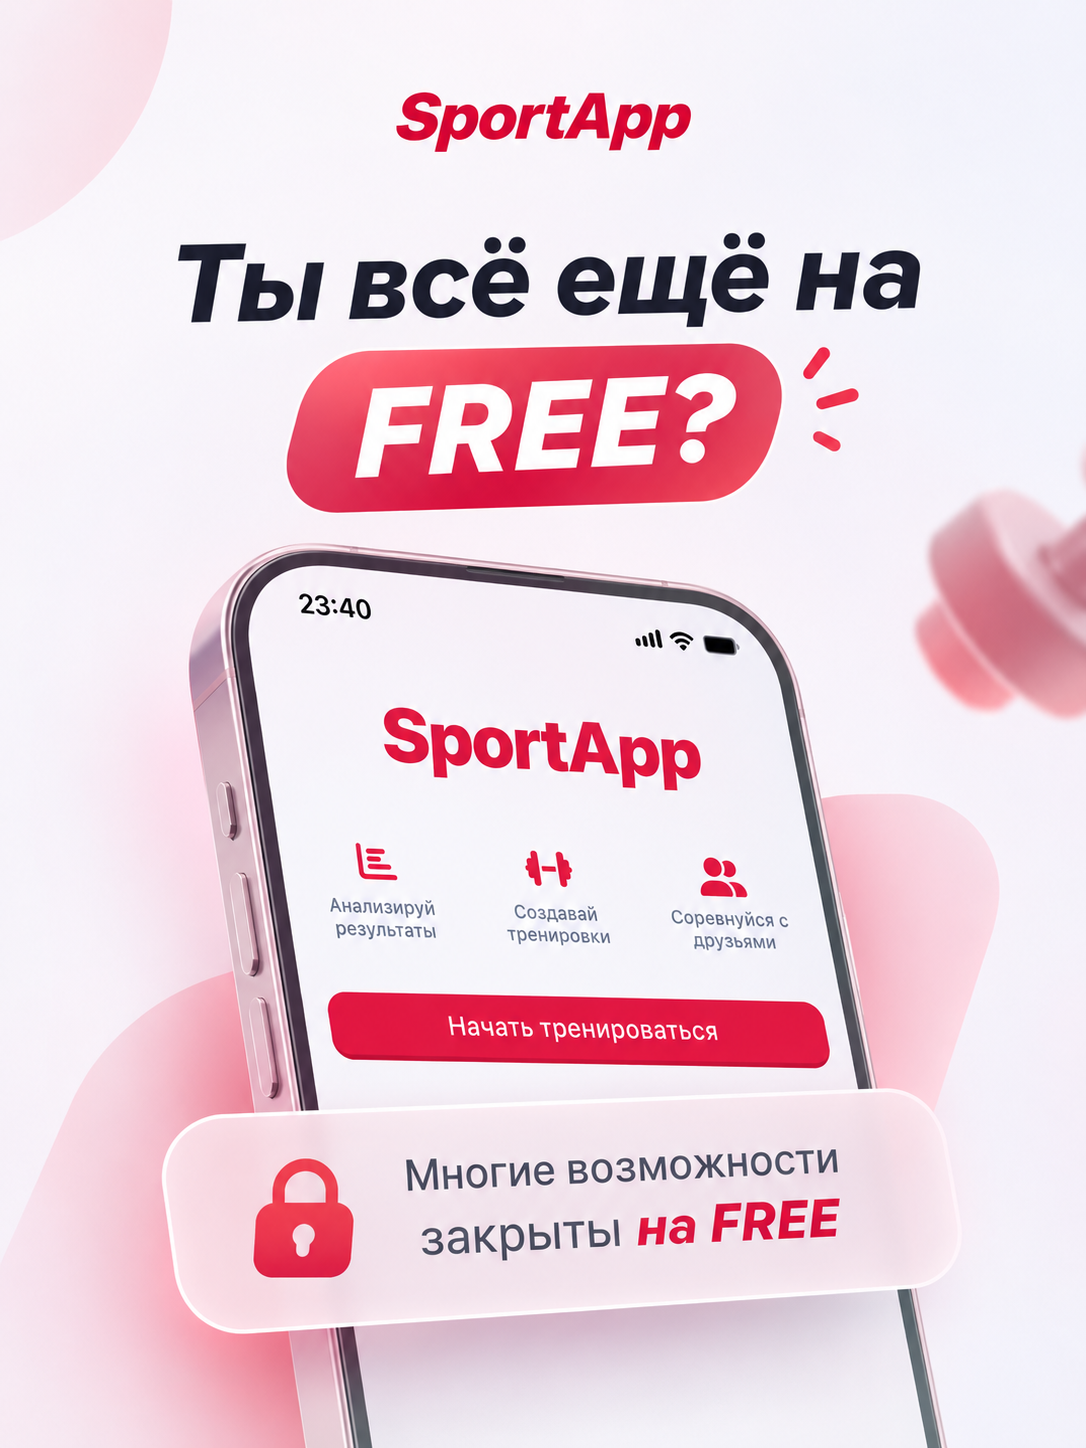 SportApp
Ты всё ещё на
FREE?
23:40
SportApp
Анализируй
результаты
Создавай
тренировки
Соревнуйся с
друзьями
Начать тренироваться
Многие возможности
закрыты на FREE